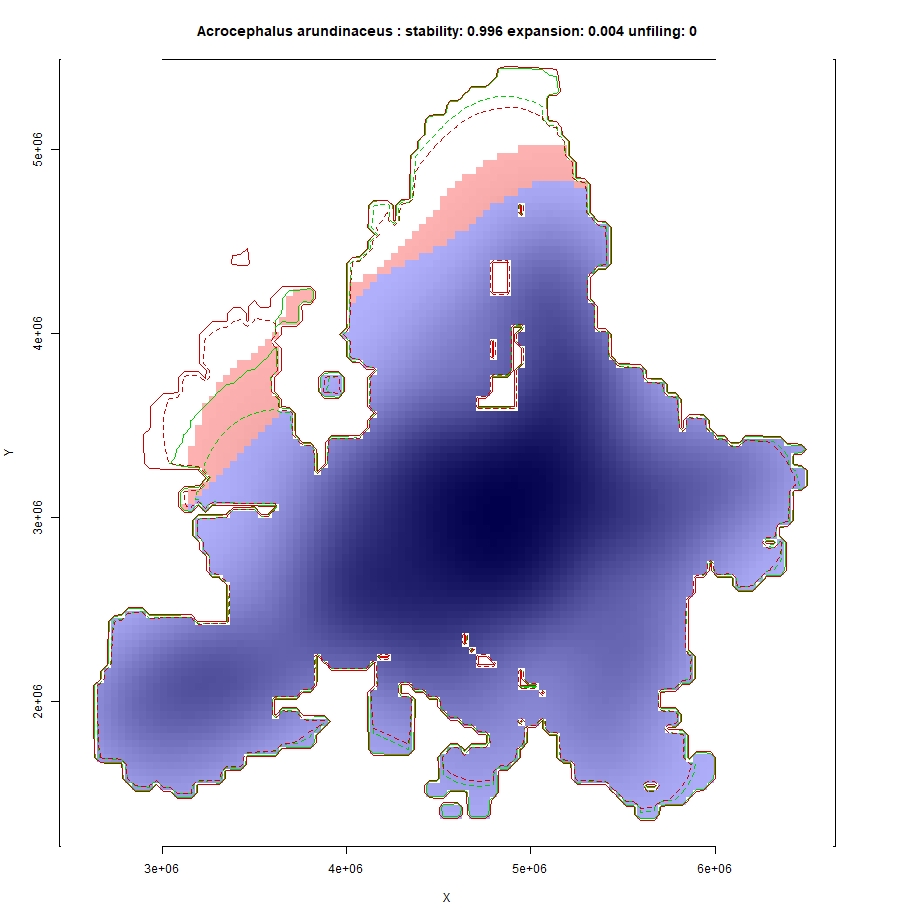 Acrocephalus arundinaceus : stability: 0.996 expansion: 0.004 unfiling: 0
5e+06
4e+06
Y
3e+06
2e+06
3e+06 4e+06 5e+06 6e+06
X